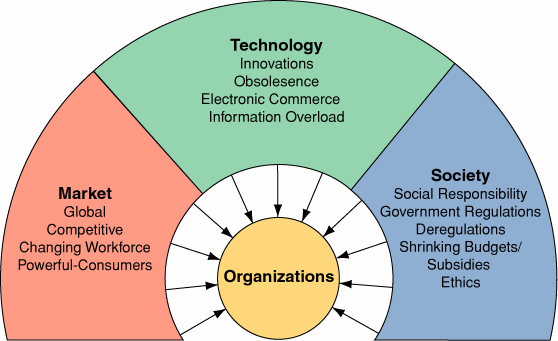 Technology
Innovations
Obsolesence
Electronic Commerce
Information Overload
Market
Global
Competitive
Changing Workforce
Powerful-Consumers
Society
Social Responsibility
Government Regulations
Deregulations
Shrinking Budgets/
Subsidies
Ethics
Organizations